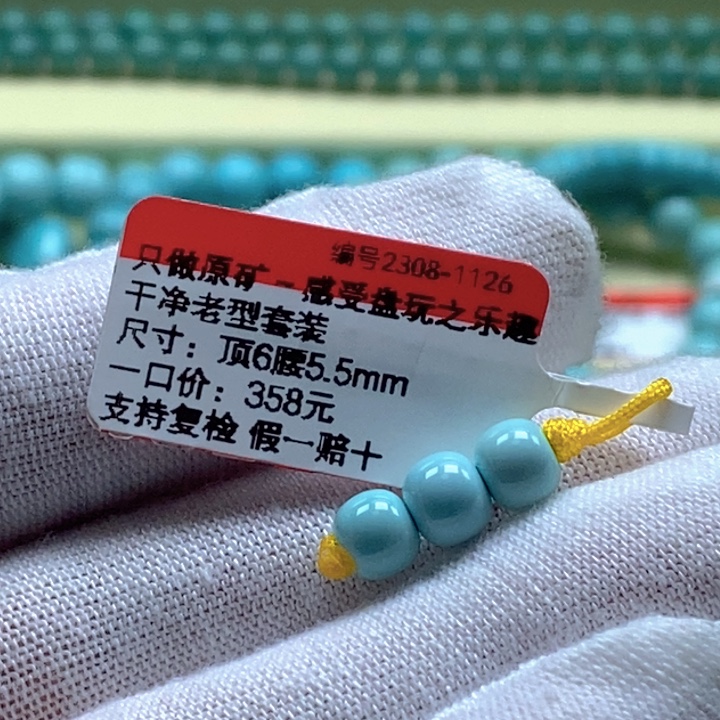 编号2308-1126
只做原矿－感受盘玩之乐趣
干净老型套装
尺寸：顶6腰5.5mm
一口价：358元
支持复检 假一赔十